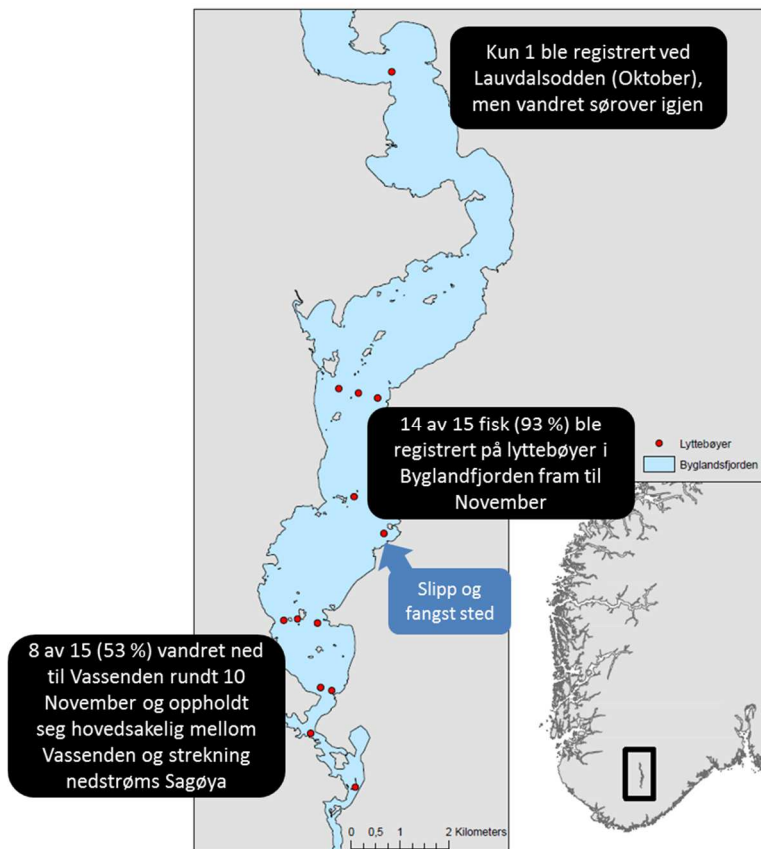 Kun 1 ble registrert ved
Lauvdalsodden (Oktober),
men vandret sørover igjen
14 av 15 fisk (93 %) ble
registrert på lyttebøyer i
Byglandfjorden fram til
November
Lyttebøyer
Byglandsfjorden
Slipp og
fangst sted
8 av 15 (53 %) vandret ned
til Vassenden rundt 10
November og oppholdt
seg hovedsakelig mellom
Vassenden og strekning
nedstrøms Sagøya
0 0,5 1 2 Kilometers